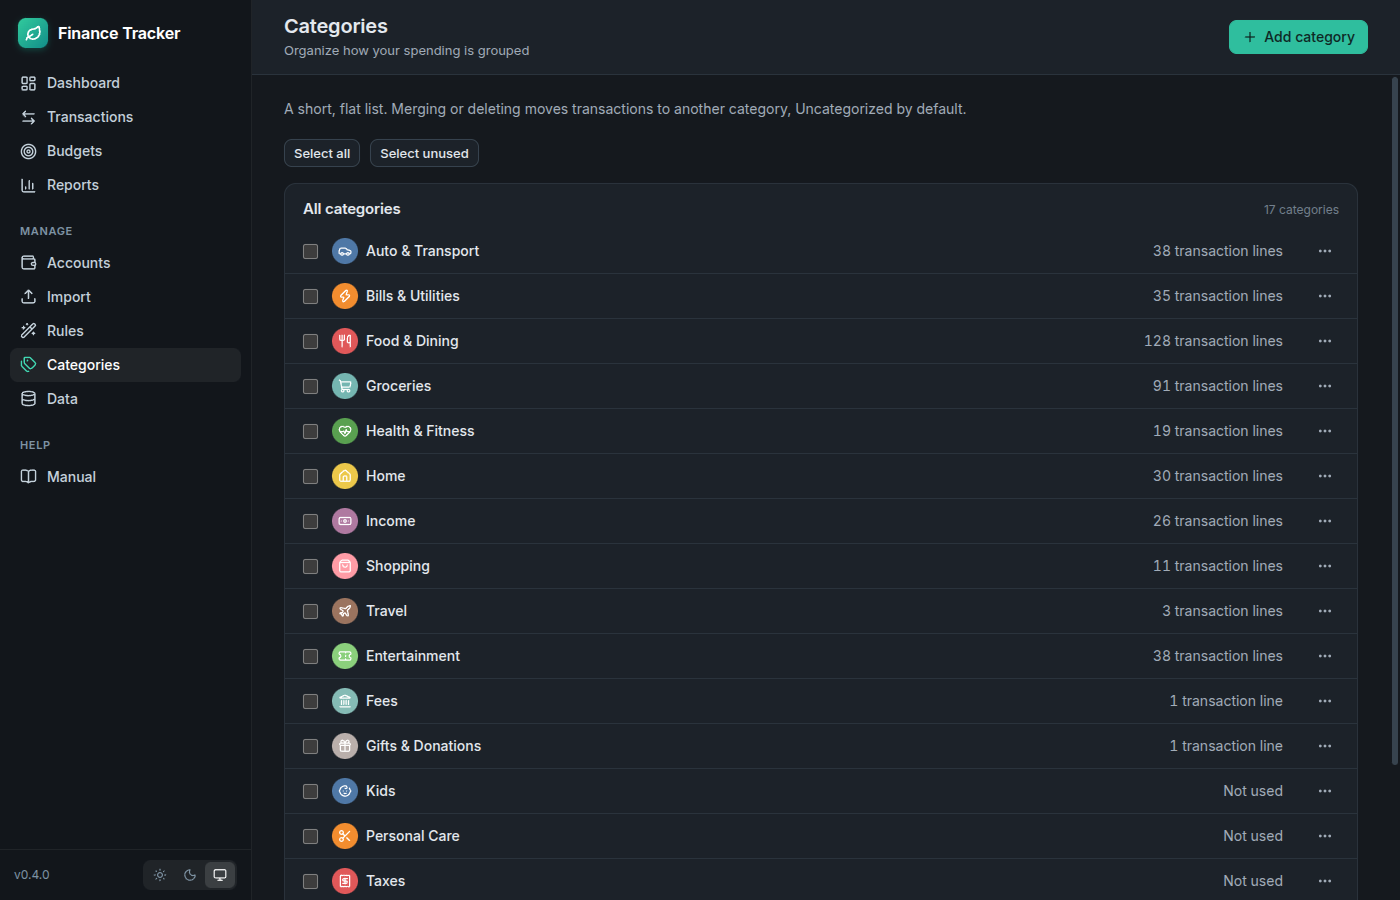 Finance Tracker
Dashboard
Transactions
Budgets
Reports
MANAGE
Accounts
Import
Rules
Categories
Data
HELP
Manual
v0.4.0
Categories
Organize how your spending is grouped
Add category
A short, flat list. Merging or deleting moves transactions to another category, Uncategorized by default.
Select all
Select unused
All categories
17 categories
Auto & Transport
38 transaction lines
Bills & Utilities
35 transaction lines
Food & Dining
128 transaction lines
Groceries
91 transaction lines
Health & Fitness
19 transaction lines
Home
30 transaction lines
Income
26 transaction lines
Shopping
11 transaction lines
Travel
3 transaction lines
Entertainment
38 transaction lines
Fees
1 transaction line
Gifts & Donations
1 transaction line
Kids
Not used
Personal Care
Not used
Taxes
Not used